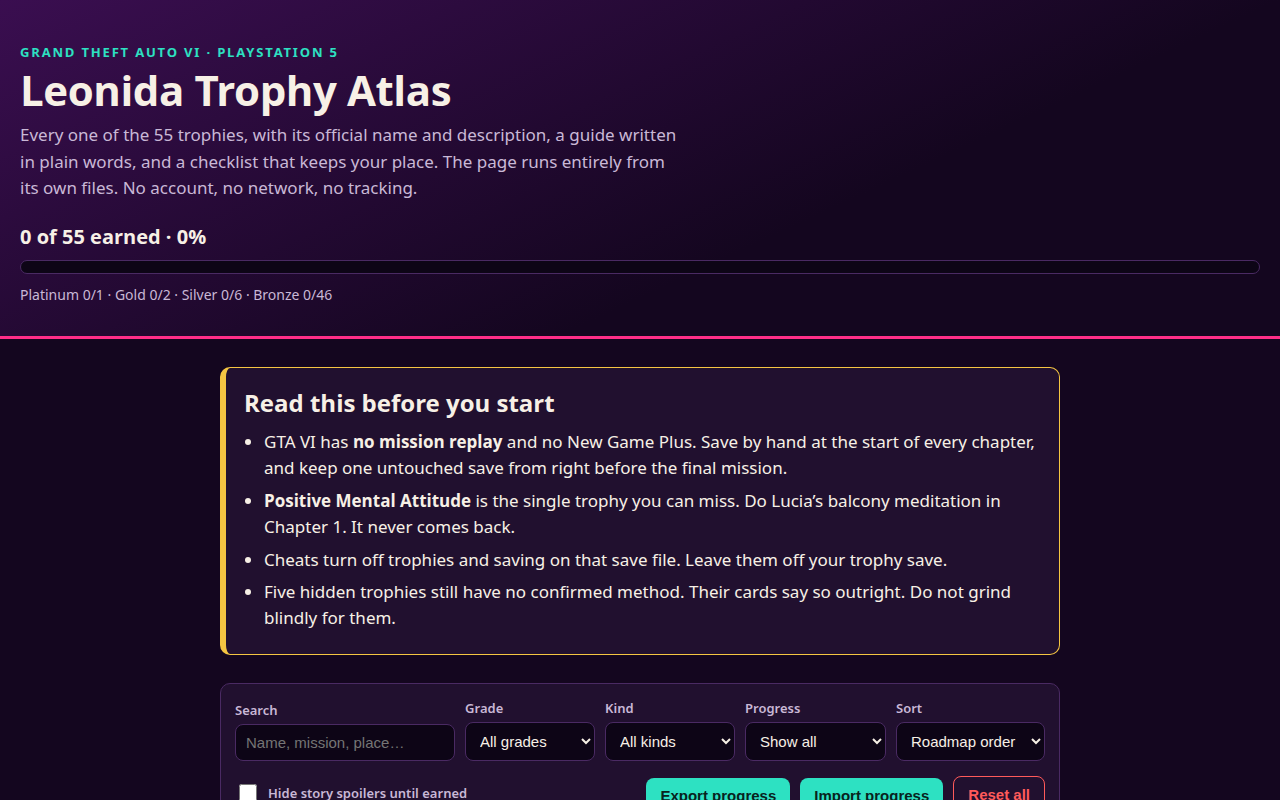 GRAND THEFT AUTO VI · PLAYSTATION 5
Leonida Trophy Atlas
Every one of the 55 trophies, with its official name and description, a guide written
in plain words, and a checklist that keeps your place. The page runs entirely from
its own files. No account, no network, no tracking.
0 of 55 earned · 0%
Platinum 0/1 · Gold 0/2 · Silver 0/6 · Bronze 0/46
Read this before you start
GTA VI has no mission replay and no New Game Plus. Save by hand at the start of every chapter,
and keep one untouched save from right before the final mission.
Positive Mental Attitude is the single trophy you can miss. Do Lucia’s balcony meditation in
Chapter 1. It never comes back.
Cheats turn off trophies and saving on that save file. Leave them off your trophy save.
Five hidden trophies still have no confirmed method. Their cards say so outright. Do not grind
blindly for them.
Search Grade Kind Progress Sort
Name, mission, place… All grades All kinds Show all Roadmap order
Hide story spoilers until earned Export progress Import progress Reset all